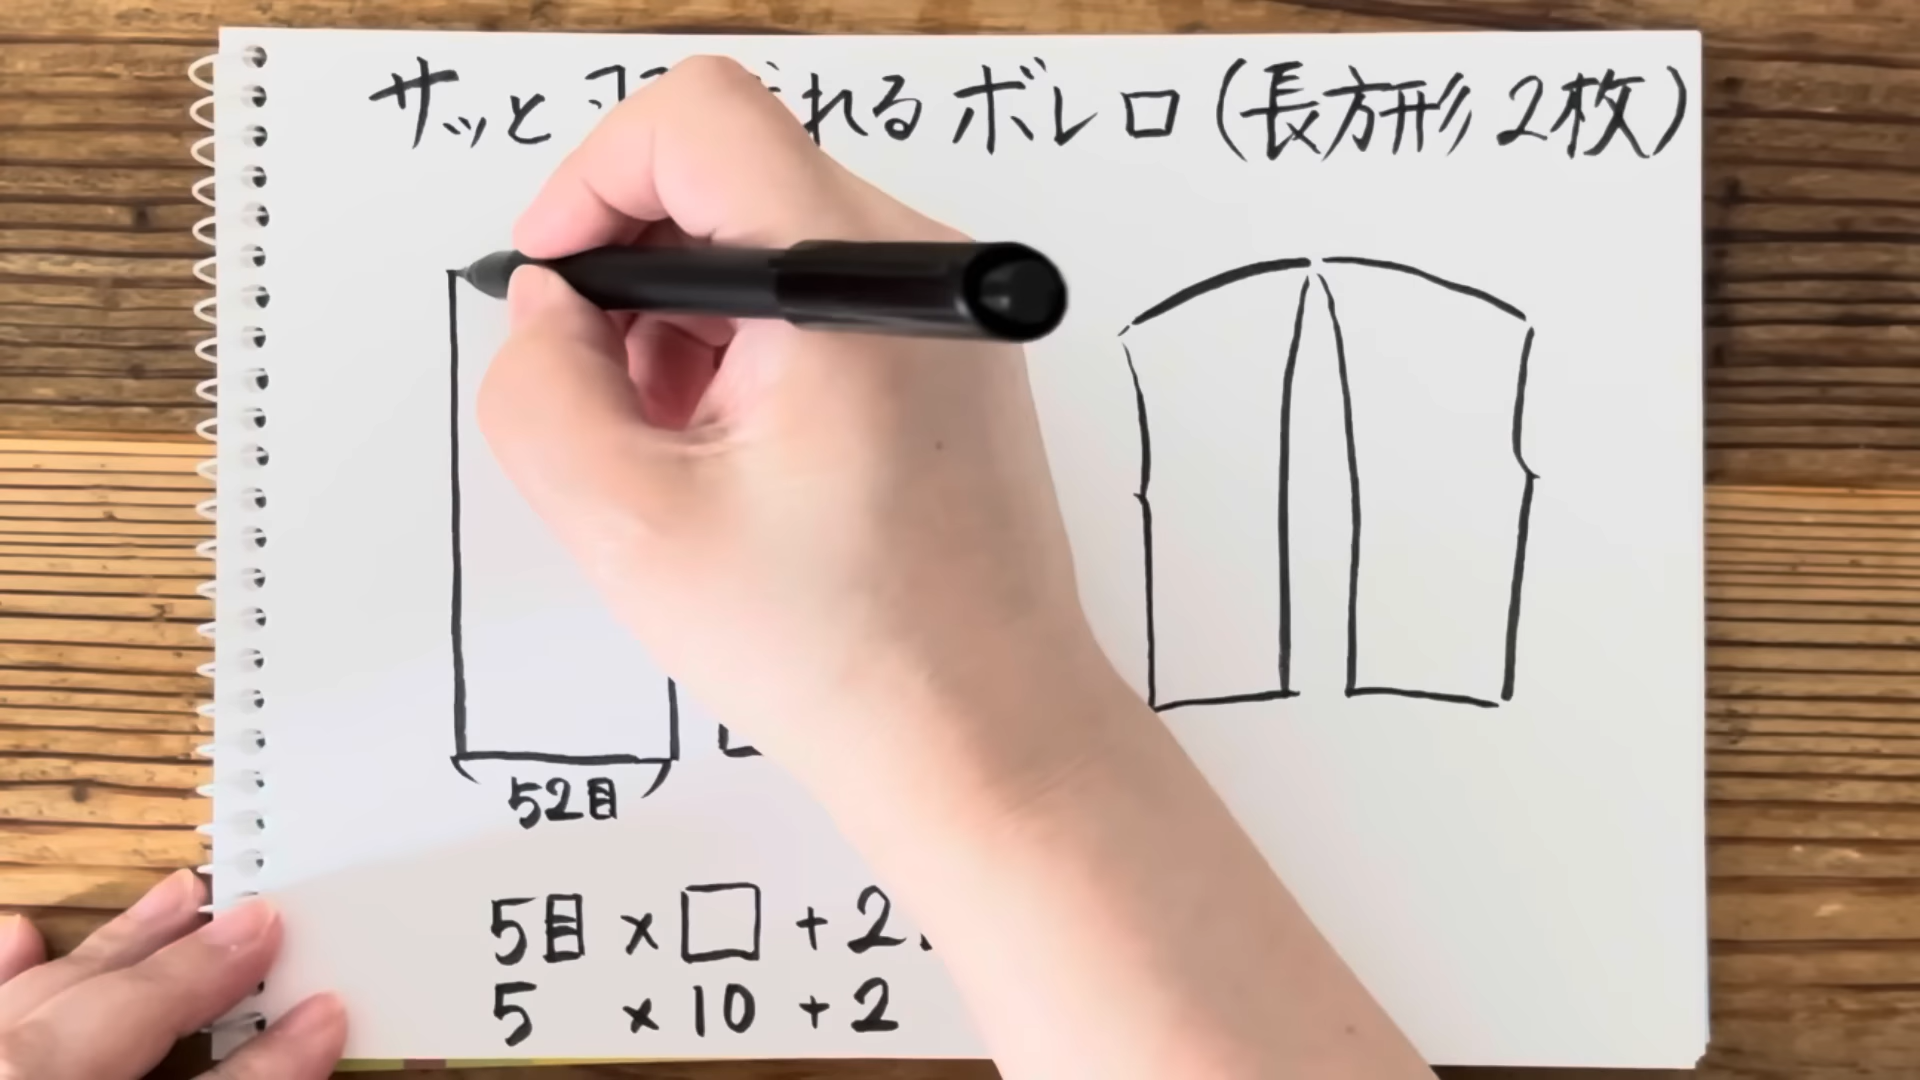 サッと れるボレロ(長方形 2枚)
52目
5目 × □ + 2
5 × 10 + 2